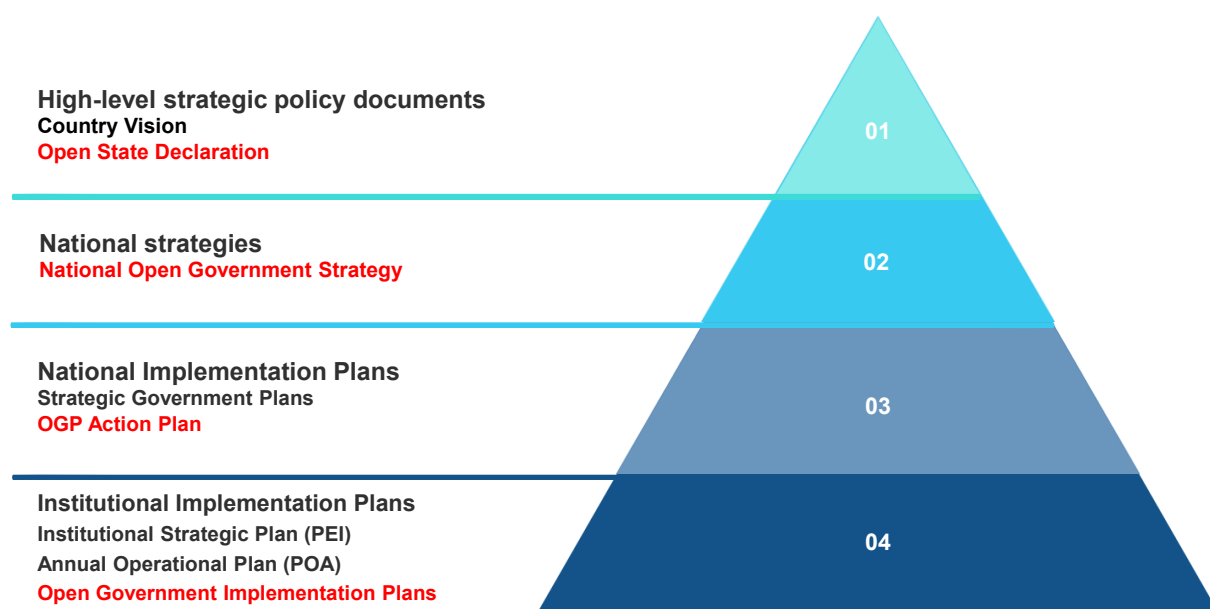 High-level strategic policy documents
Country Vision
Open State Declaration
01
National strategies
National Open Government Strategy
02
National Implementation Plans
Strategic Government Plans
OGP Action Plan
03
Institutional Implementation Plans
Institutional Strategic Plan (PEI)
Annual Operational Plan (POA)
Open Government Implementation Plans
04